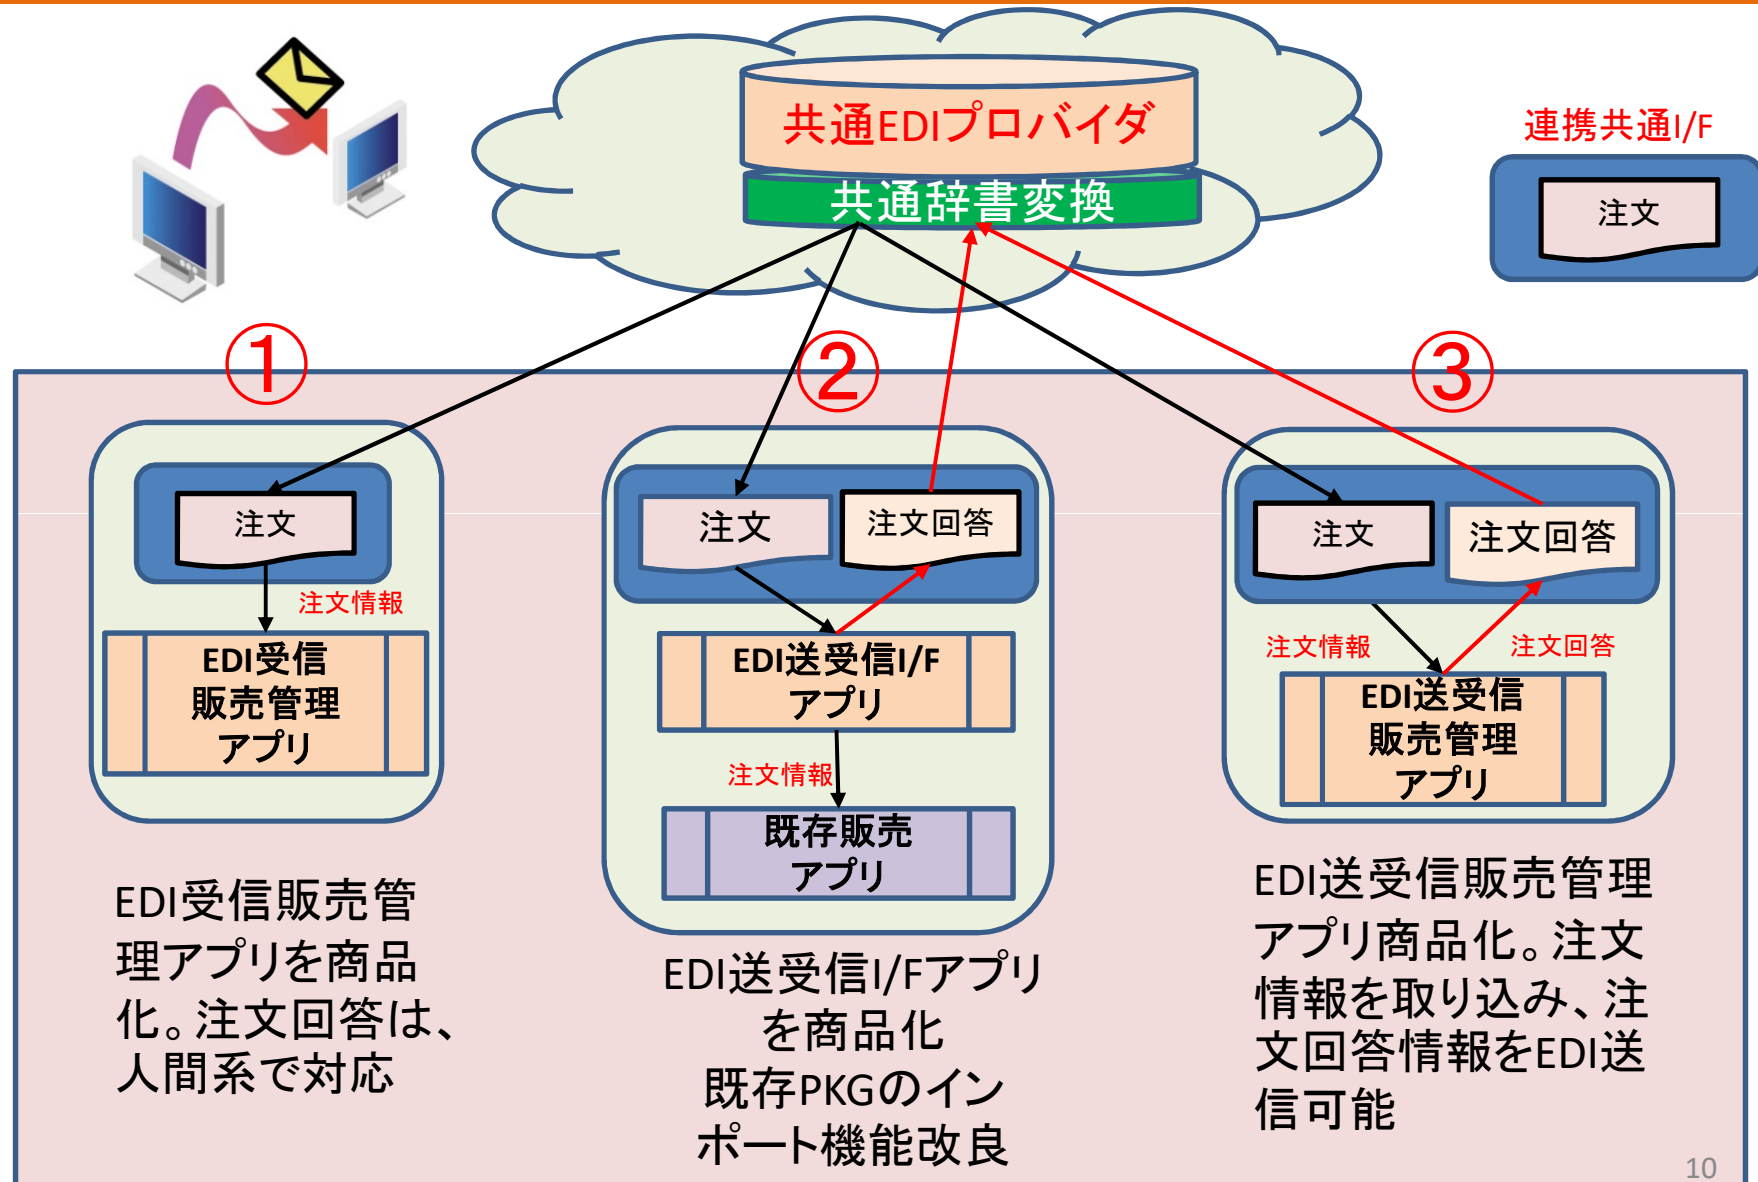 共通EDIプロバイダ
共通辞書変換
連携共通I/F
注文
①
②
③
注文
注文情報
EDI受信
販売管理
アプリ
EDI受信販売管
理アプリを商品
化。注文回答は、
人間系で対応
注文
注文回答
EDI送受信I/F
アプリ
注文情報
既存販売
アプリ
EDI送受信I/Fアプリ
を商品化
既存PKGのイン
ポート機能改良
注文
注文回答
注文情報
注文回答
EDI送受信
販売管理
アプリ
EDI送受信販売管理
アプリ商品化。注文
情報を取り込み、注
文回答情報をEDI送
信可能
10